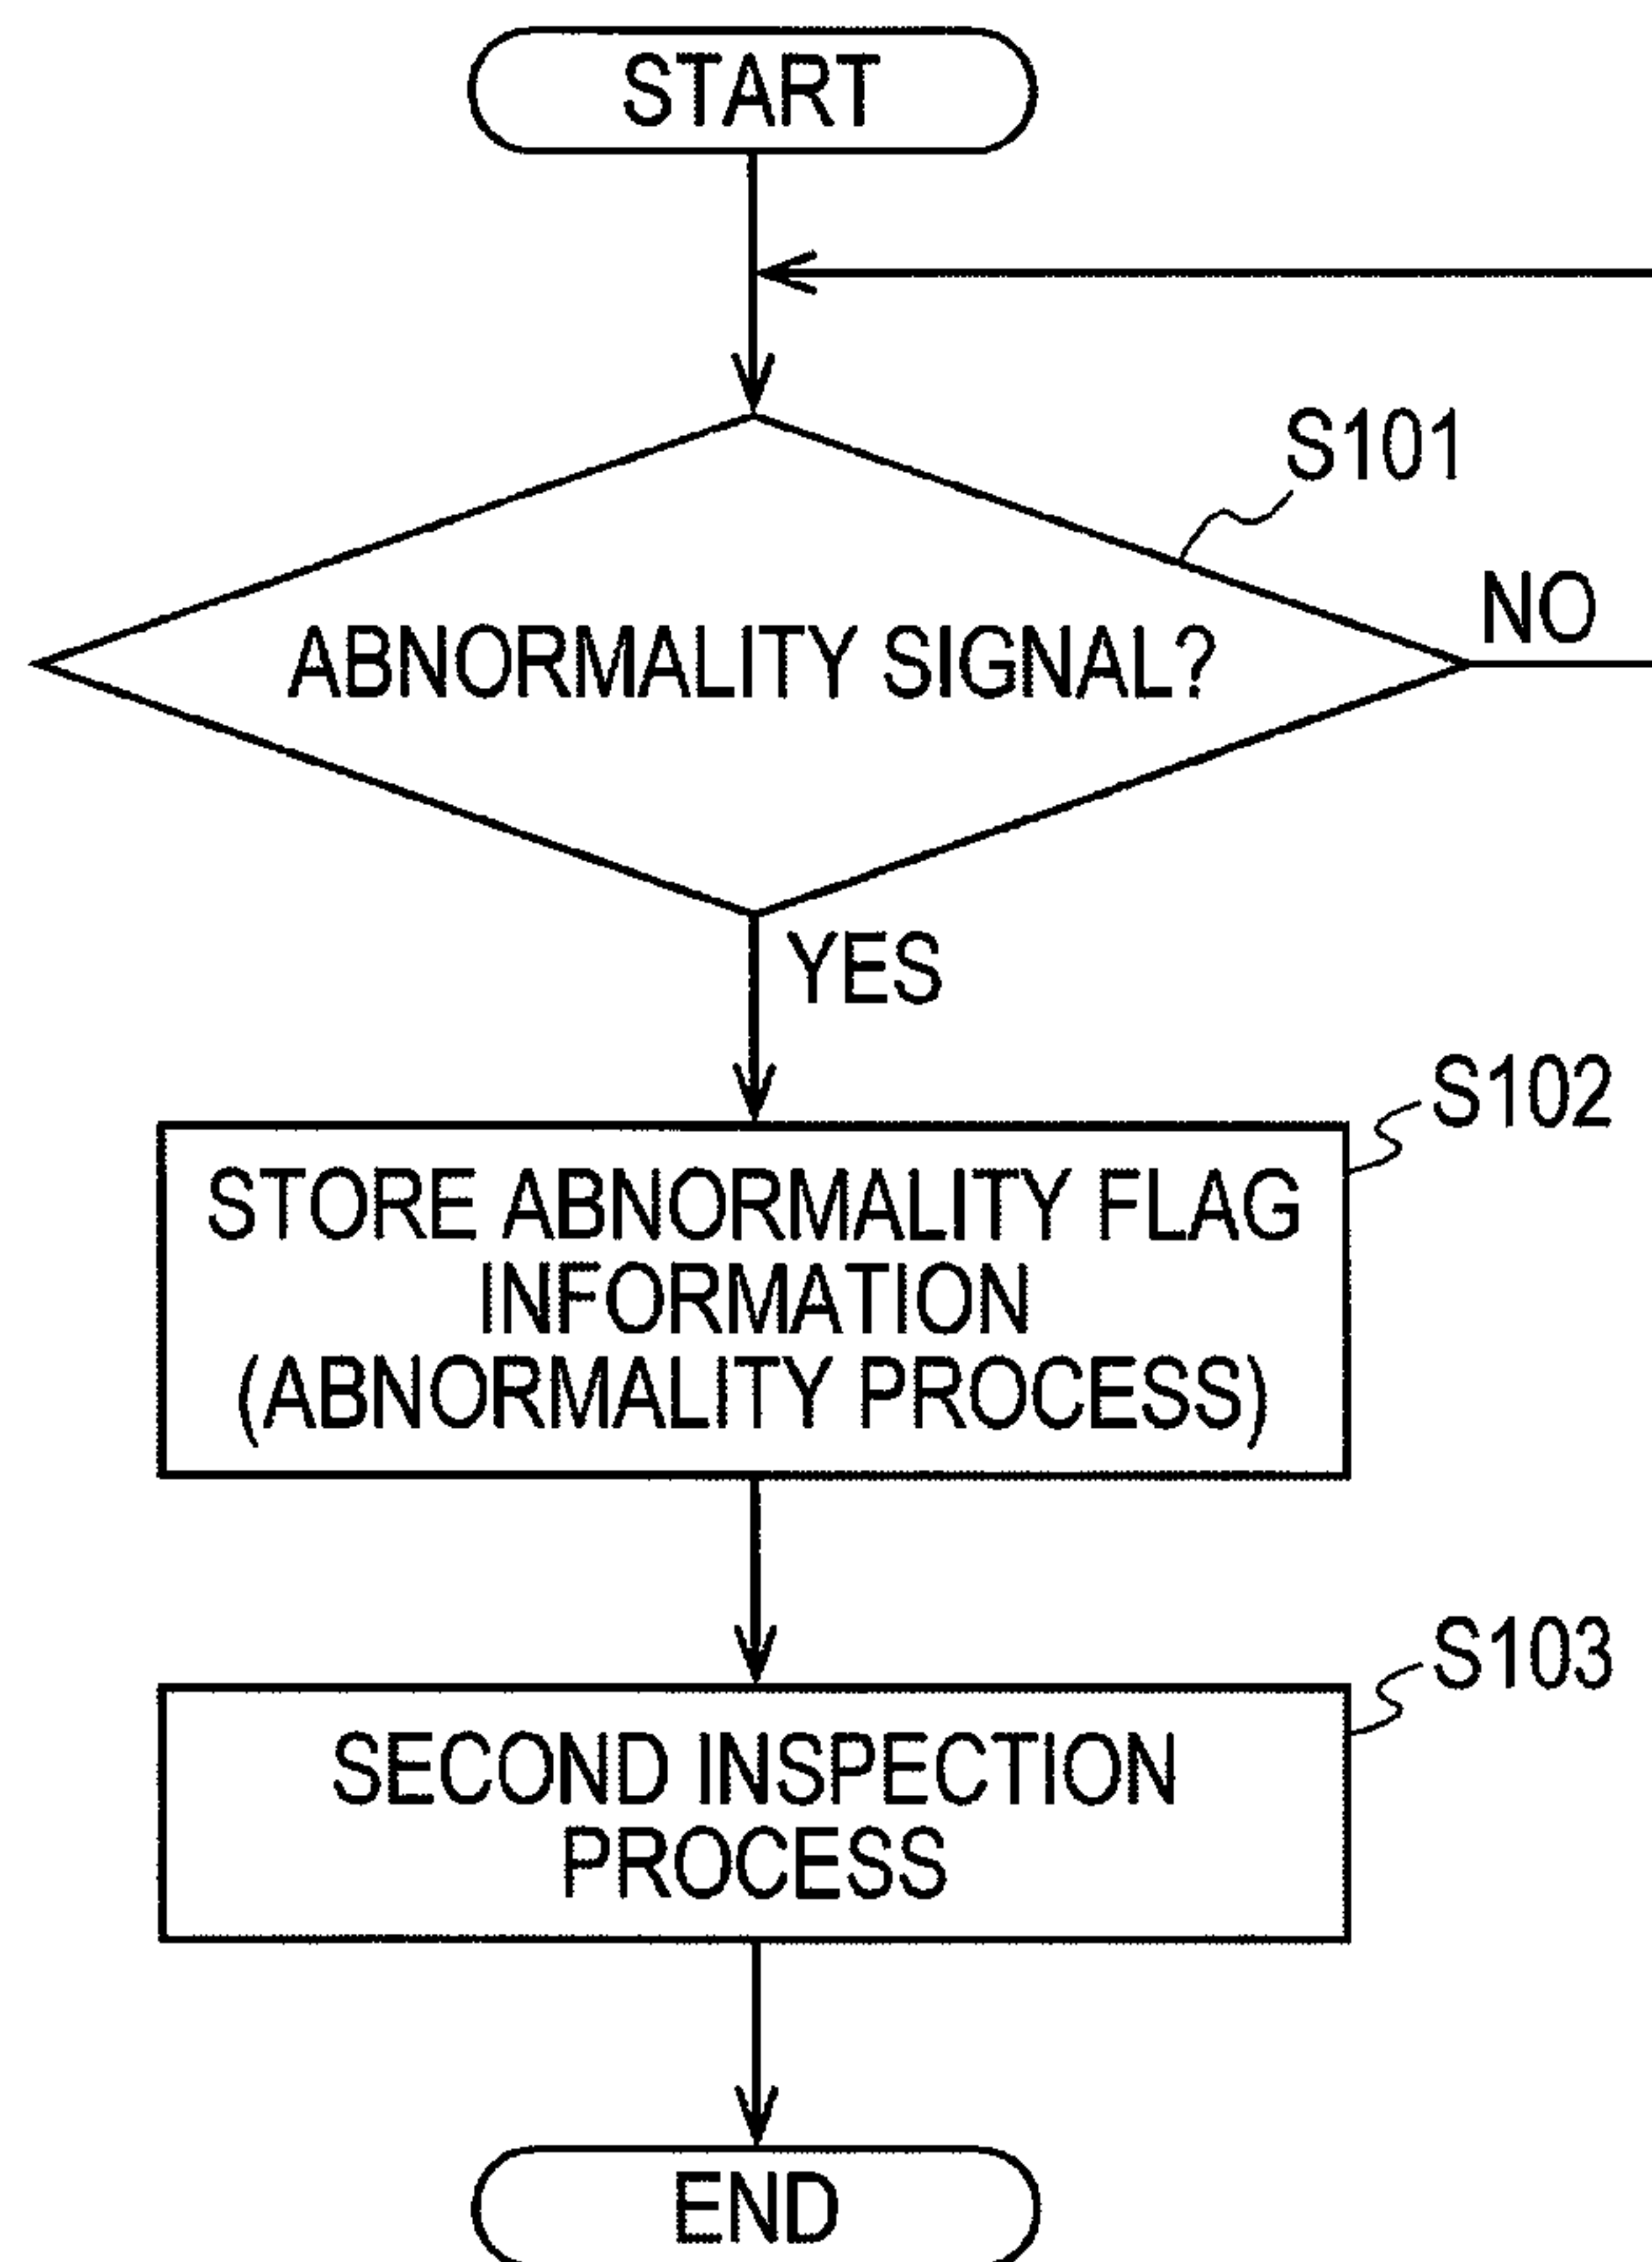 START
S101
ABNORMALITY SIGNAL?
NO
YES
S102
STORE ABNORMALITY FLAG
INFORMATION
(ABNORMALITY PROCESS)
S103
SECOND INSPECTION
PROCESS
END